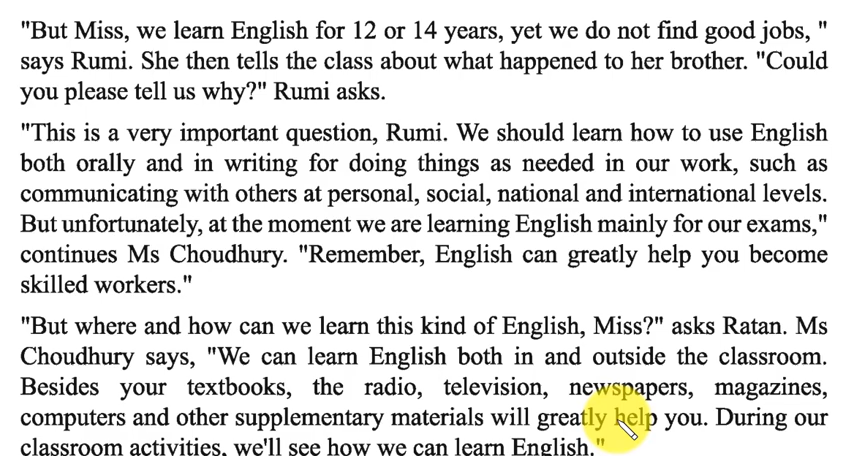 "But Miss, we learn English for 12 or 14 years, yet we do not find good jobs, "
says Rumi. She then tells the class about what happened to her brother. "Could
you please tell us why?" Rumi asks.
"This is a very important question, Rumi. We should learn how to use English
both orally and in writing for doing things as needed in our work, such as
communicating with others at personal, social, national and international levels.
But unfortunately, at the moment we are learning English mainly for our exams,"
continues Ms Choudhury. "Remember, English can greatly help you become
skilled workers."
"But where and how can we learn this kind of English, Miss?" asks Ratan. Ms
Choudhury says, "We can learn English both in and outside the classroom.
Besides your textbooks, the radio, television, newspapers, magazines,
computers and other supplementary materials will greatly help you. During our
classroom activities, we'll see how we can learn English."